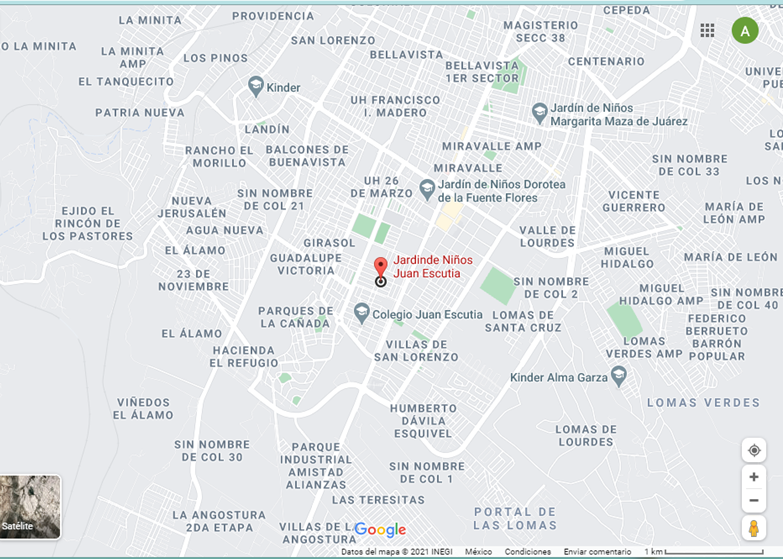 PROVIDENCIA
CEPEDA
MAGISTERIO
SECC 38
O LA MINITA
LA MINITA
AMP
SAN LORENZO
LOS PINOS
BELLAVISTA
BELLAVISTA
1ER SECTOR
CENTENARIO
A
EL TANQUECITO
Kinder
UH FRANCISCO
I. MADERO
Jardín de Niños
Margarita Maza de Juárez
PATRIA NUEVA
LANDÍN
RANCHO EL
MORILLO
BALCONES DE
BUENAVISTA
MIRAVALLE AMP
MIRAVALLE
SIN NOMBRE
DE COL 33
UH 26
DE MARZO
Jardín de Niños Dorotea
de la Fuente Flores
SIN NOMBRE
DE COL 21
NUEVA
JERUSALÉN
VICENTE
GUERRERO
MARÍA DE
LEÓN AMP
EJIDO EL
RINCÓN DE
LOS PASTORES
AGUA NUEVA
VALLE DE
LOURDES
GIRASOL
EL ÁLAMO
GUADALUPE
VICTORIA
Jardinde Niños
Juan Escutia
MIGUEL
HIDALGO
MARÍA DE LEÓN
23 DE
NOVIEMBRE
SIN NOMBRE
DE COL 2
MIGUEL
HIDALGO AMP
SIN NOMBRE
DE COL 40
PARQUES DE
LA CAÑADA
Colegio Juan Escutia
LOMAS DE
SANTA CRUZ
FEDERICO
BERRUETO
BARRÓN
POPULAR
EL ÁLAMO
HACIENDA
EL REFUGIO
VILLAS DE
SAN LORENZO
LOMAS
VERDES AMP
Kinder Alma Garza
VIÑEDOS
EL ÁLAMO
LOMAS VERDES
HUMBERTO
DÁVILA
ESQUIVEL
LOMAS DE
LOURDES
SIN NOMBRE
DE COL 30
PARQUE
INDUSTRIAL
AMISTAD
ALIANZAS
SIN NOMBRE
DE COL 1
LAS TERESITAS
PORTAL DE
LAS LOMAS
LA ANGOSTURA
2DA ETAPA
VILLAS DE LA
ANGOSTURA
Satélite
Google
Datos del mapa © 2021 INEGI México Condiciones Enviar comentario 1 km